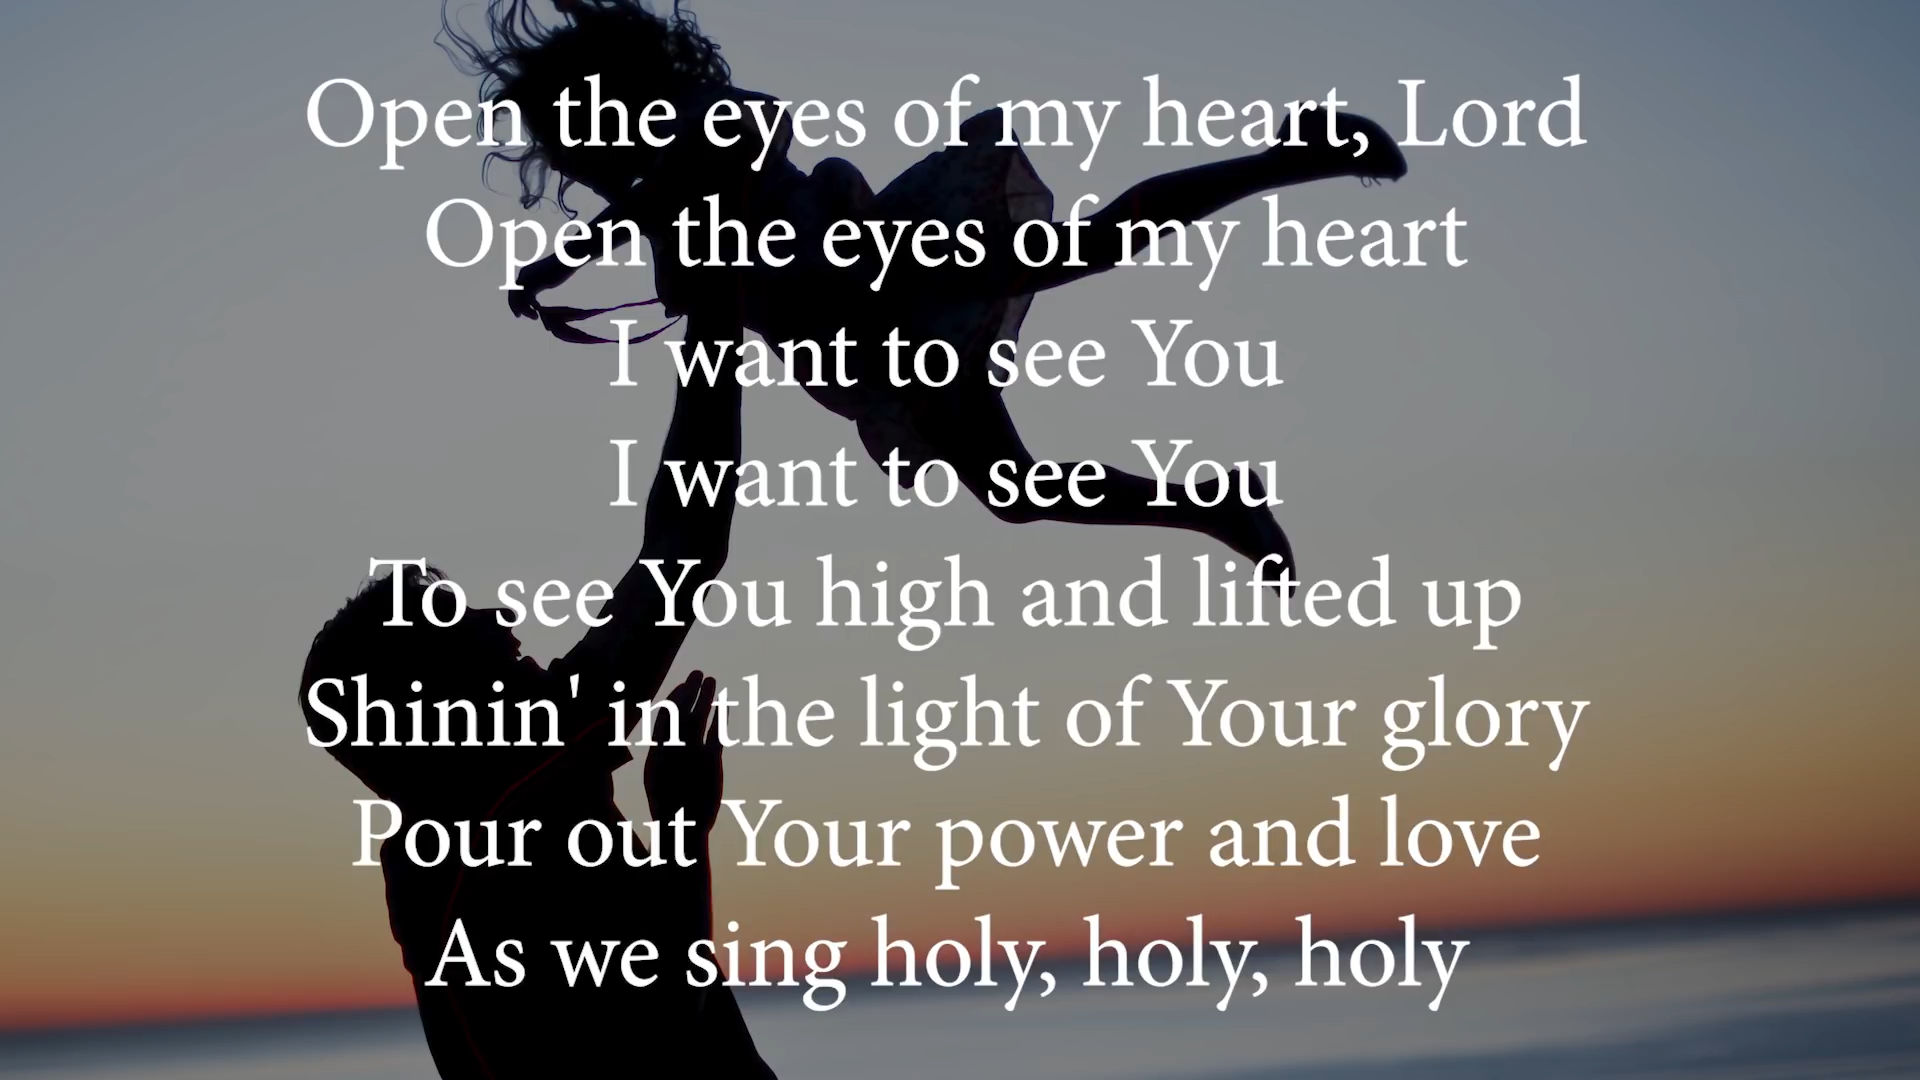 Open the eyes of my heart, Lord
Open the eyes of my heart
I want to see You
I want to see You
To see You high and lifted up
Shinin' in the light of Your glory
Pour out Your power and love
As we sing holy, holy, holy